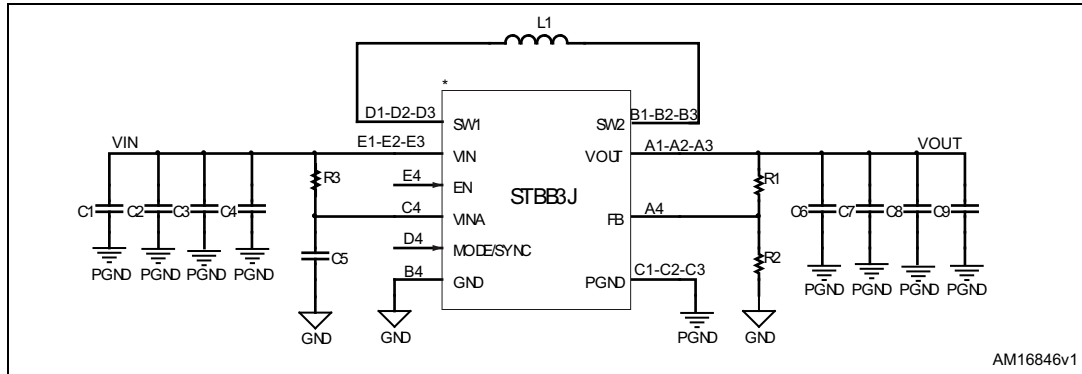 L1
*
D1-D2-D3
B1-B2-B3
SW1
SW2
VIN
E1-E2-E3
A1-A2-A3
VOUT
VIN
VOUT
R3
E4
EN
STBB3J
R1
C4
VINA
FB
A4
C1
C2
C3
C4
C6
C7
C8
C9
D4
MODE/SYNC
C5
R2
B4
GND
PGND
C1-C2-C3
PGND
PGND
PGND
PGND
PGND
PGND
PGND
PGND
GND
GND
PGND
GND
AM16846v1